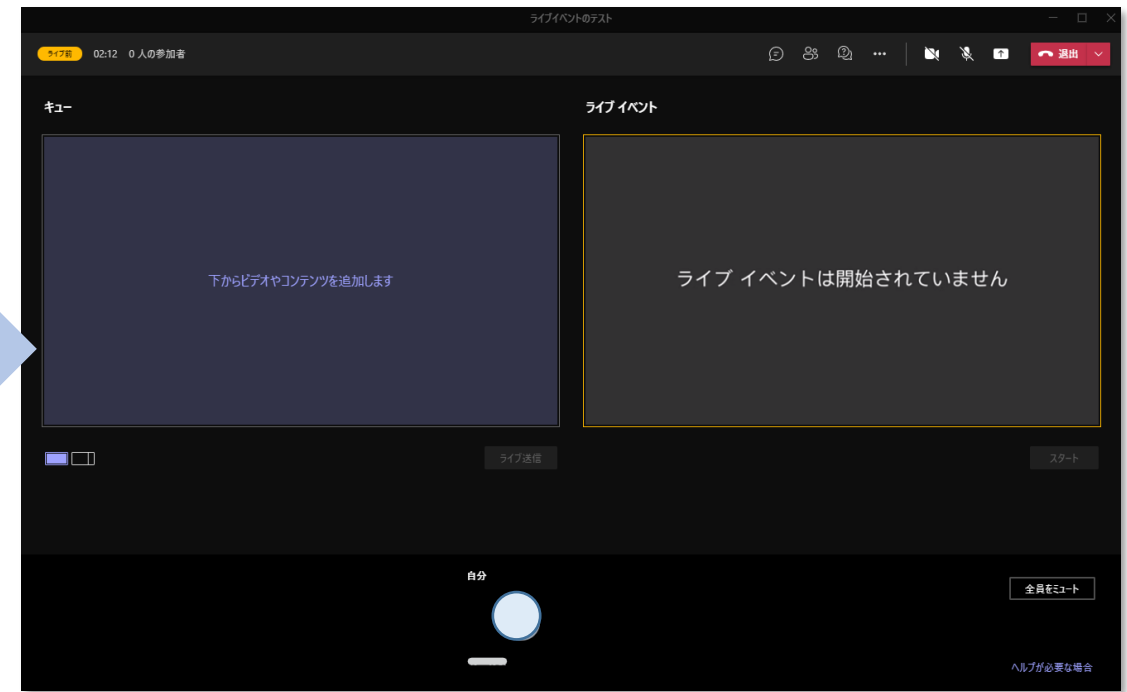 ライブイベントのテスト
ライブ前 02:12 0 人の参加者 退出
キュー
ライブ イベント
下からビデオやコンテンツを追加します
ライブ イベントは開始されていません
ライブ送信
スタート
自分
全員をミュート
ヘルプが必要な場合